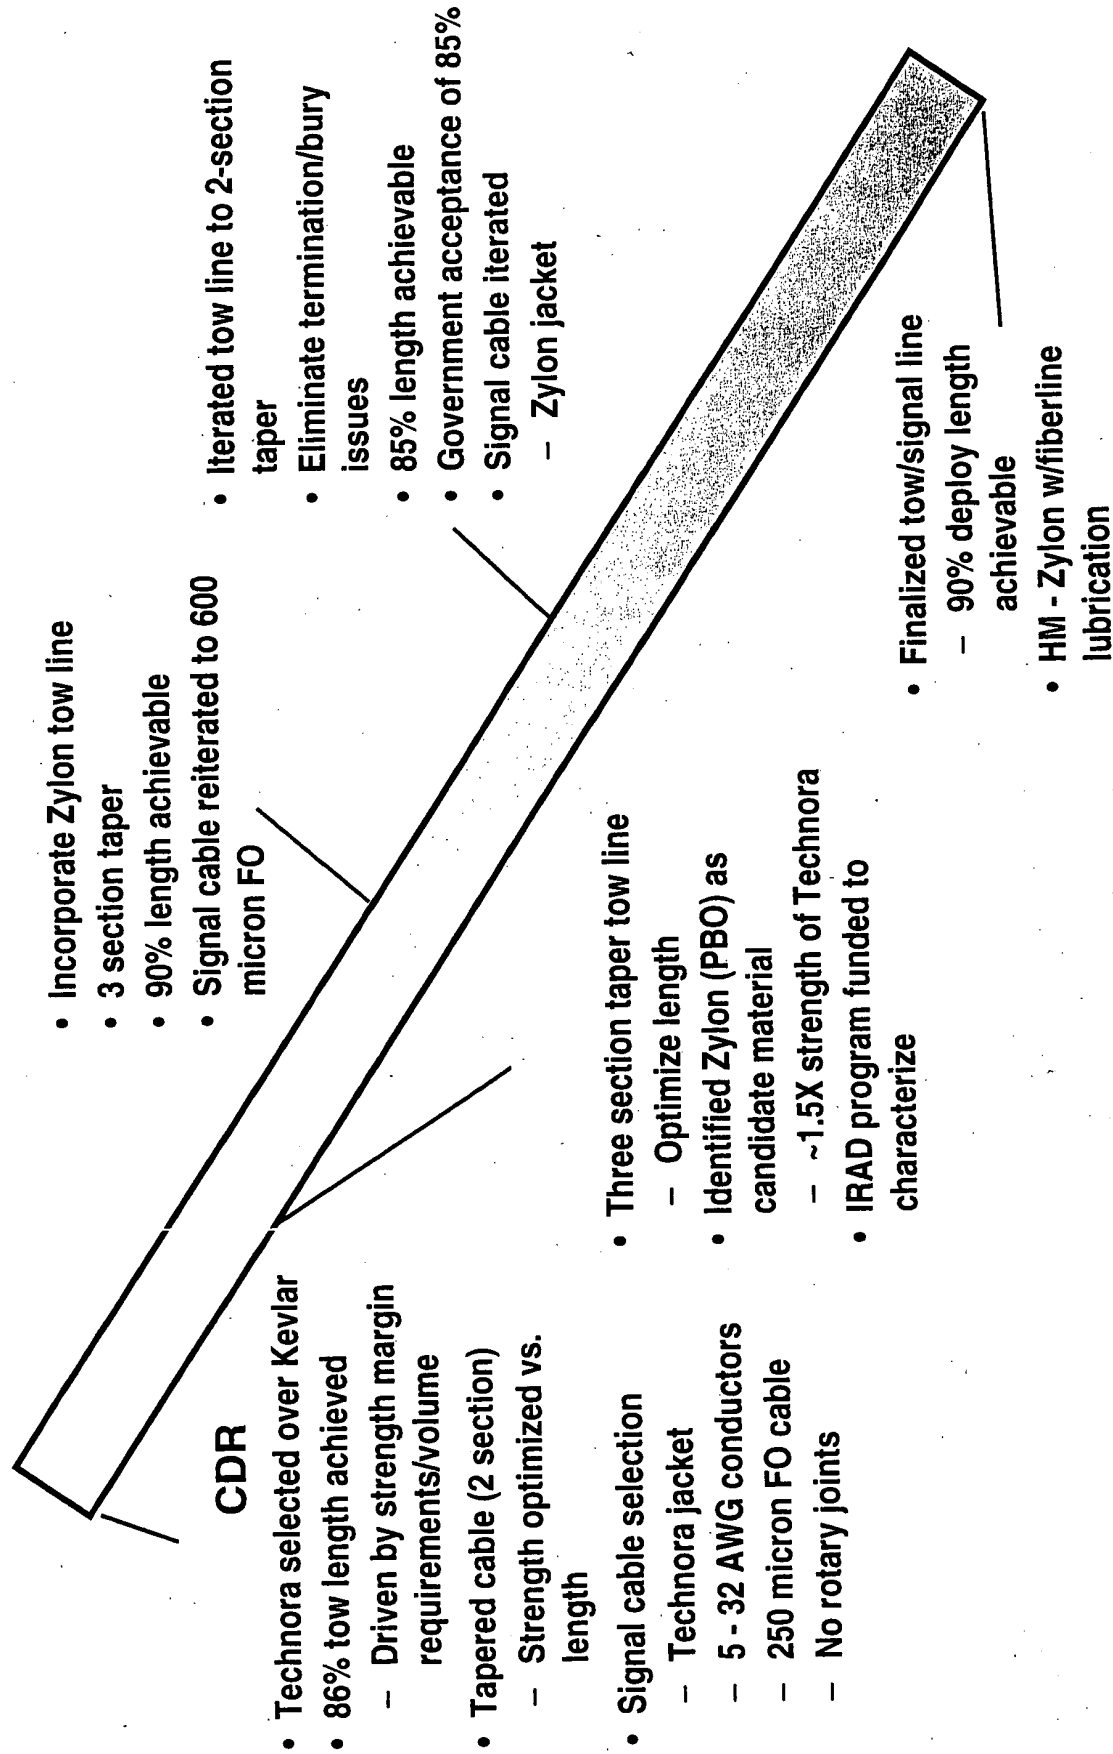 CDR
• Technora selected over Kevlar
• 86% tow length achieved
– Driven by strength margin
requirements/volume
• Tapered cable (2 section)
– Strength optimized vs.
length
• Signal cable selection
– Technora jacket
– 5 - 32 AWG conductors
– 250 micron FO cable
– No rotary joints
• Three section taper tow line
– Optimize length
• Identified Zylon (PBO) as
candidate material
– ~1.5X strength of Technora
• IRAD program funded to
characterize
• Incorporate Zylon tow line
• 3 section taper
• 90% length achievable
• Signal cable reiterated to 600
micron FO
• Iterated tow line to 2-section
taper
• Eliminate termination/bury
issues
• 85% length achievable
• Government acceptance of 85%
• Signal cable iterated
– Zylon jacket
• Finalized tow/signal line
– 90% deploy length
achievable
• HM - Zylon w/fiberline
lubrication